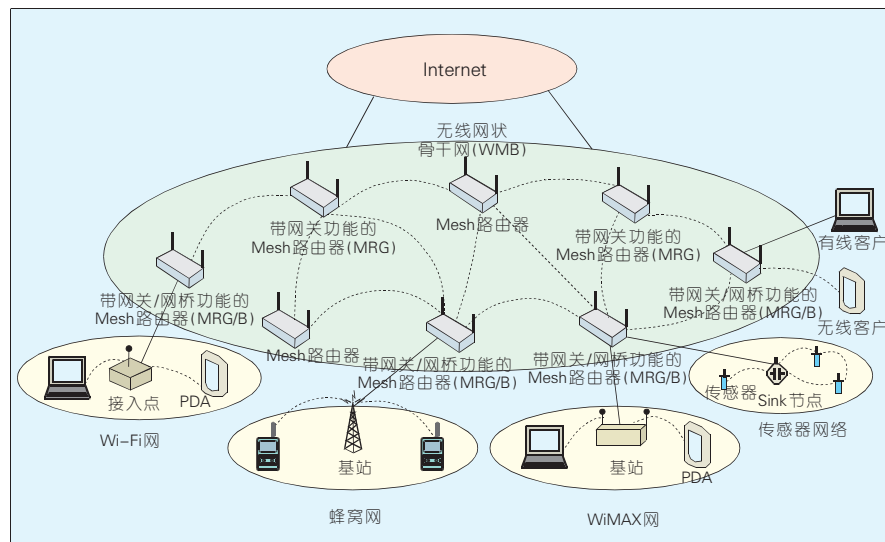 Internet
无线网状
骨干网(WMB)
带网关功能的
Mesh路由器(MRG)
Mesh路由器
带网关功能的
Mesh路由器(MRG)
有线客户
带网关/网桥功能的
Mesh路由器(MRG/B)
带网关/网桥功能的
Mesh路由器(MRG/B)
无线客户
Mesh路由器
带网关/网桥功能的
Mesh路由器(MRG/B)
带网关/网桥功能的
Mesh路由器(MRG/B)
接入点
PDA
Wi-Fi网
传感器
Sink节点
传感器网络
基站
蜂窝网
基站
PDA
WiMAX网